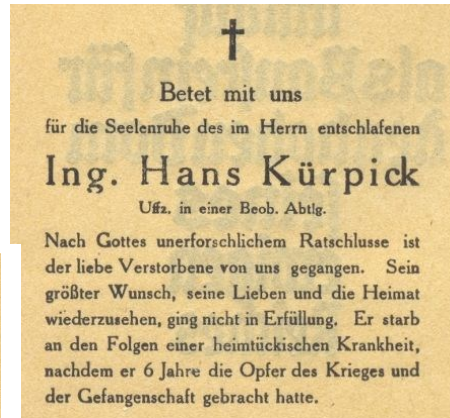 Betet mit uns
für die Seelenruhe des im Herrn entschlafenen
Ing. Hans Kürpick
Uffz. in einer Beob. Abtlg.
Nach Gottes unerforschlichem Ratschlusse ist
der liebe Verstorbene von uns gegangen. Sein
größter Wunsch, seine Lieben und die Heimat
wiederzusehen, ging nicht in Erfüllung. Er starb
an den Folgen einer heimtückischen Krankheit,
nachdem er 6 Jahre die Opfer des Krieges und
der Gefangenschaft gebracht hatte.